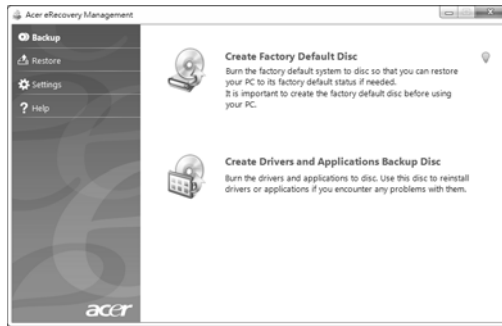 Acer eRecovery Management
Backup
Restore
Settings
Help
Create Factory Default Disc
Burn the factory default system to disc so that you can restore
your PC to its factory default status if needed.
It is important to create the factory default disc before using
your PC.
Create Drivers and Applications Backup Disc
Burn the drivers and applications to disc. Use this disc to reinstall
drivers or applications if you encounter any problems with them.
acer